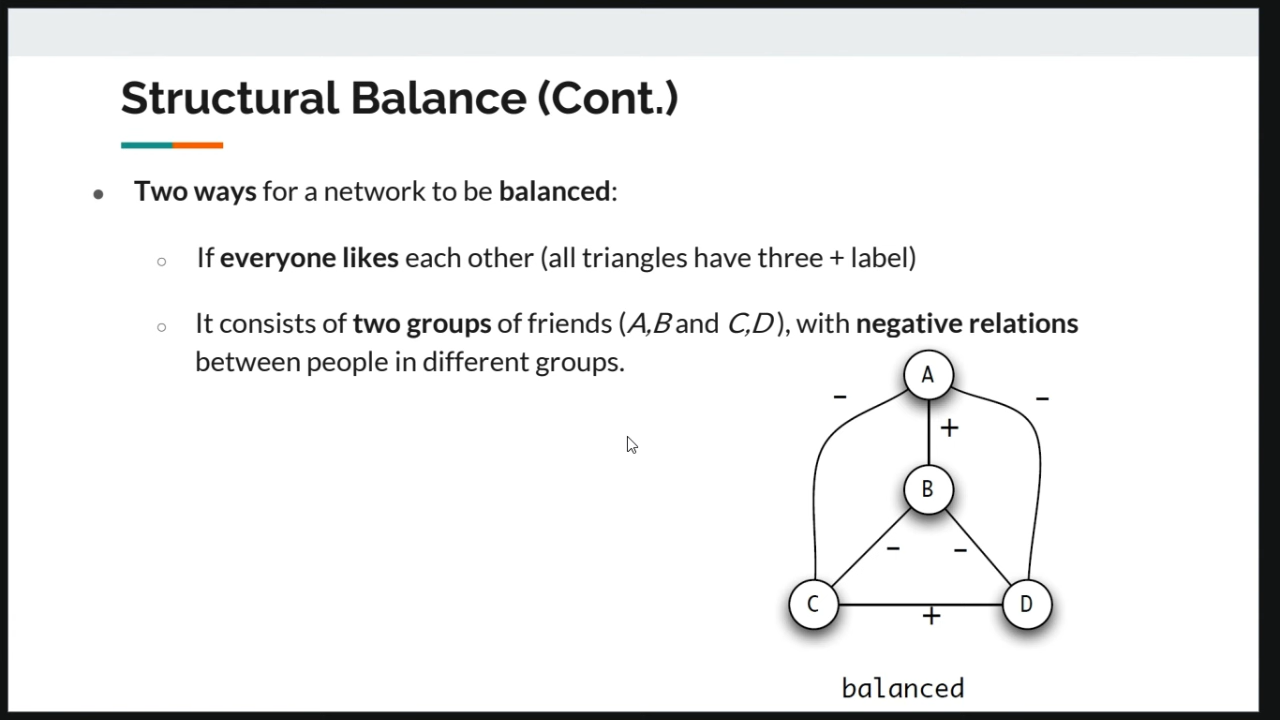 Structural Balance (Cont.)
● Two ways for a network to be balanced:
○ If everyone likes each other (all triangles have three + label)
○ It consists of two groups of friends (A,B and C,D), with negative relations
between people in different groups.
A
-
-
+
B
-
-
C
D
+
balanced